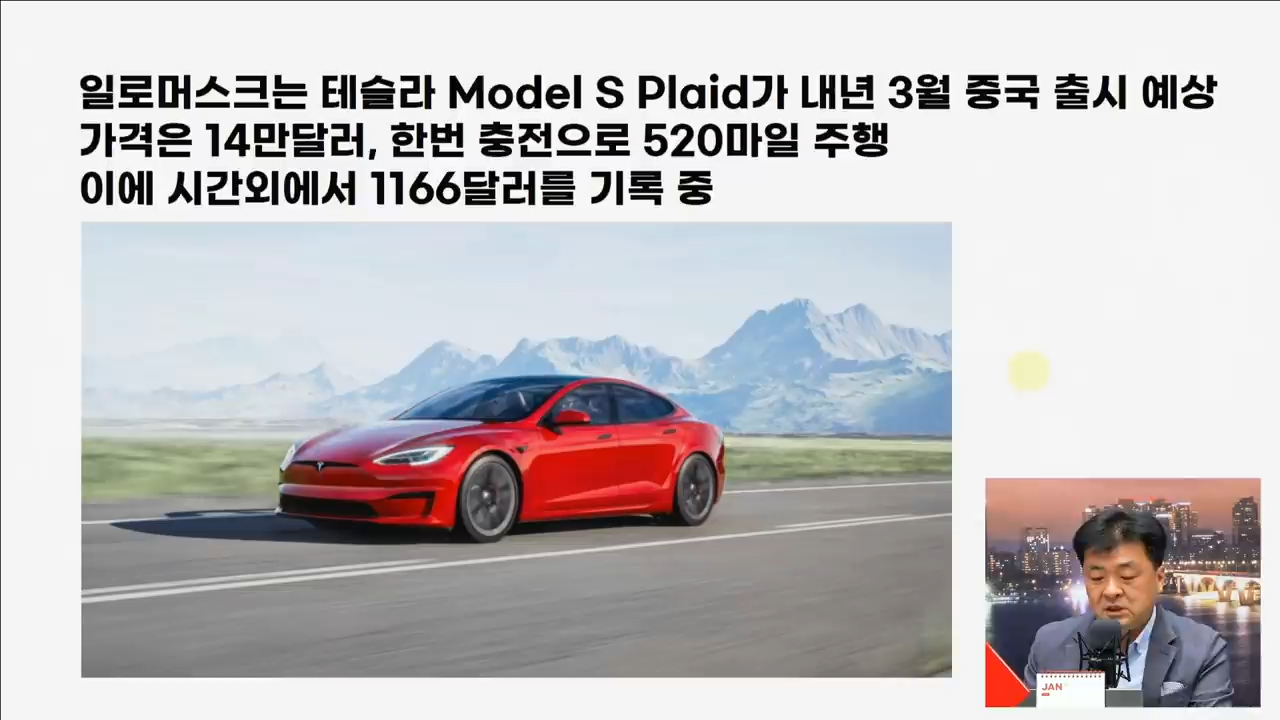 일로머스크는 테슬라 Model S Plaid가 내년 3월 중국 출시 예상
가격은 14만달러, 한번 충전으로 520마일 주행
이에 시간외에서 1166달러를 기록 중
JAN